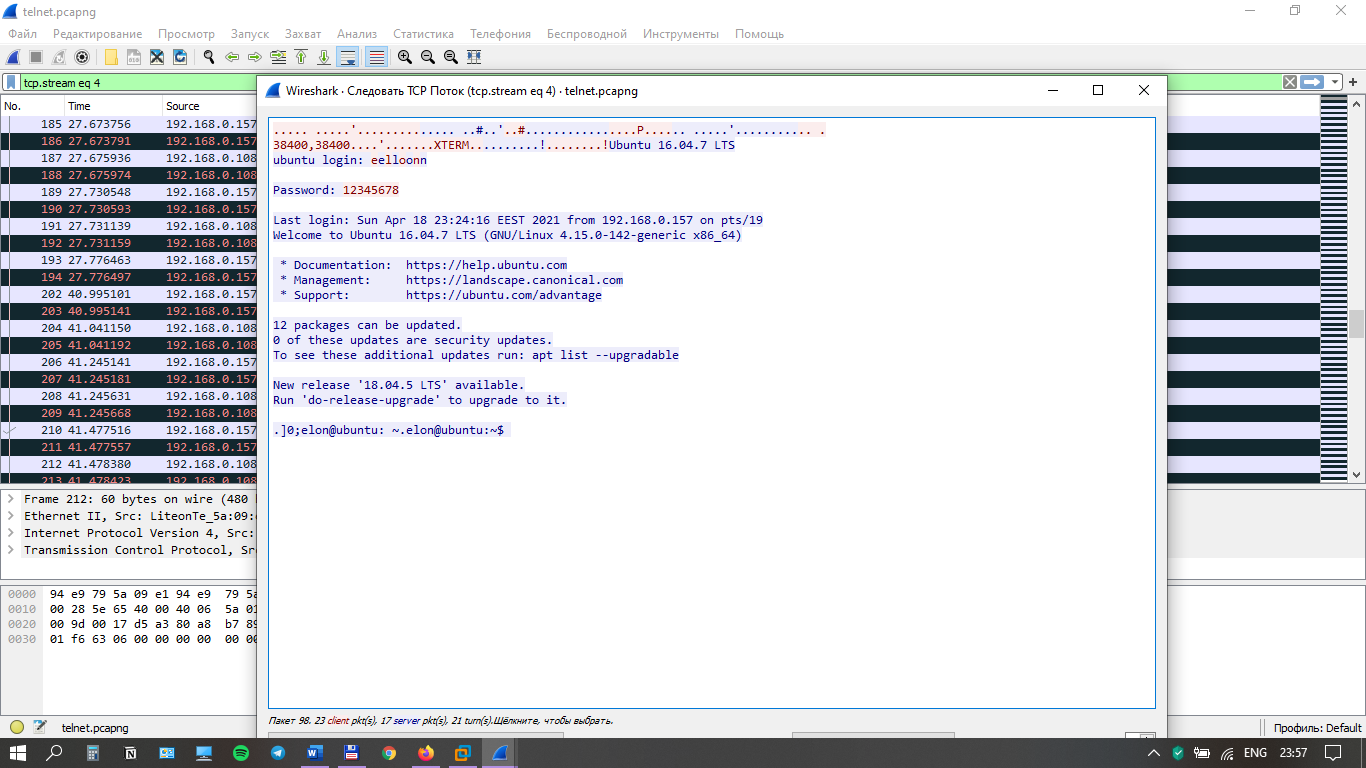 telnet.pcapng
Файл Редактирование Просмотр Запуск Захват Анализ Статистика Телефония Беспроводной Инструменты Помощь
tcp.stream eq 4
No. Time Source
185 27.673756 192.168.0.157
186 27.673791 192.168.0.157
187 27.675936 192.168.0.108
188 27.675974 192.168.0.108
189 27.730548 192.168.0.157
190 27.730593 192.168.0.157
191 27.731139 192.168.0.108
192 27.731159 192.168.0.108
193 27.776463 192.168.0.157
194 27.776497 192.168.0.157
202 40.995101 192.168.0.157
203 40.995141 192.168.0.157
204 41.041150 192.168.0.108
205 41.041192 192.168.0.108
206 41.245141 192.168.0.157
207 41.245181 192.168.0.157
208 41.245631 192.168.0.108
209 41.245668 192.168.0.108
210 41.477516 192.168.0.157
211 41.477557 192.168.0.157
212 41.478380 192.168.0.108
213 41.478423 192.168.0.108
Frame 212: 60 bytes on wire (480
Ethernet II, Src: LiteonTe_5a:09:
Internet Protocol Version 4, Src:
Transmission Control Protocol,
0000 94 e9 79 5a 09 e1 94 e9 79 5a
0010 00 28 5e 65 40 00 40 06 5a 01
0020 00 9d 00 17 d5 a3 80 a8 b7 89
0030 01 f6 63 06 00 00 00 00 00 00
Wireshark · Следовать TCP Поток (tcp.stream eq 4) · telnet.pcapng
..... .....'.............. ..#..'..#................P...... .....'........... .
38400,38400....'.......XTERM..........!........!Ubuntu 16.04.7 LTS
ubuntu login: eelloonn
Password: 12345678
Last login: Sun Apr 18 23:24:16 EEST 2021 from 192.168.0.157 on pts/19
Welcome to Ubuntu 16.04.7 LTS (GNU/Linux 4.15.0-142-generic x86_64)
* Documentation: https://help.ubuntu.com
* Management: https://landscape.canonical.com
* Support: https://ubuntu.com/advantage
12 packages can be updated.
0 of these updates are security updates.
To see these additional updates run: apt list --upgradable
New release '18.04.5 LTS' available.
Run 'do-release-upgrade' to upgrade to it.
.]0;elon@ubuntu: ~.elon@ubuntu:~$
Пакет 98. 23 client pkt(s), 17 server pkt(s), 21 turn(s).Щёлкните, чтобы выбрать.
telnet.pcapng
Профиль: Default
ENG 23:57